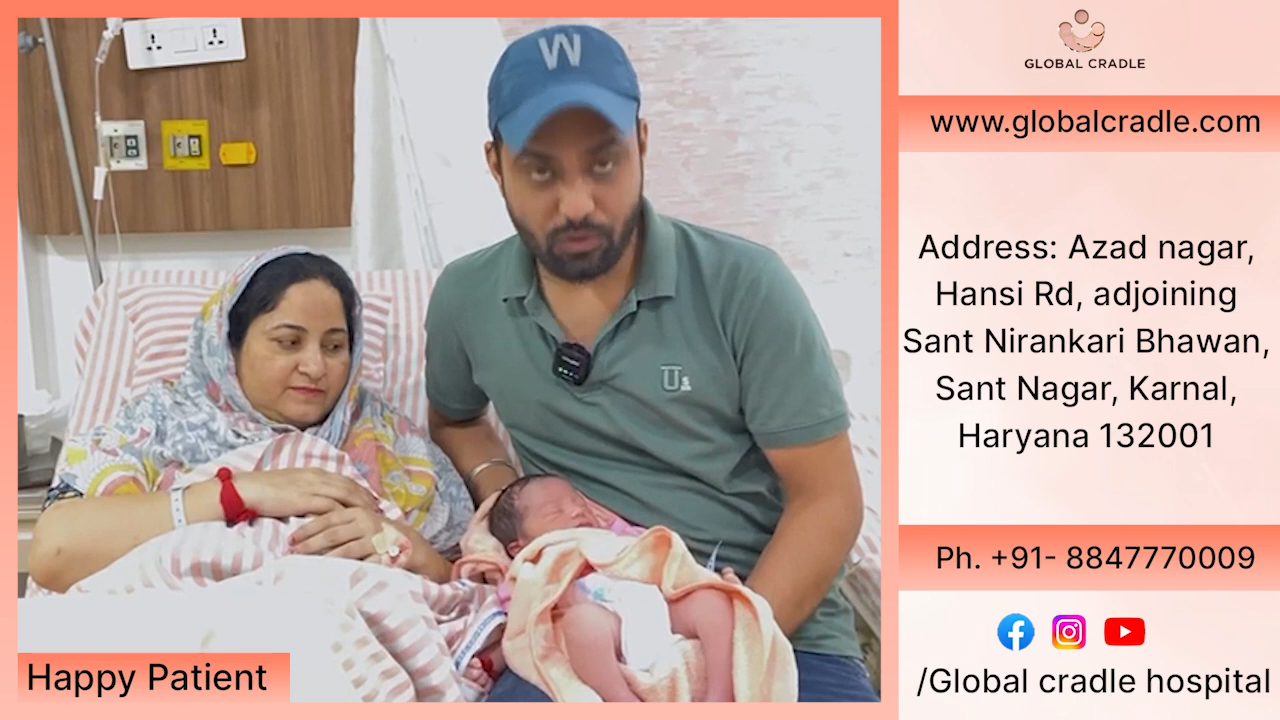 W
U
GLOBAL CRADLE
www.globalcradle.com
Address: Azad nagar,
Hansi Rd, adjoining
Sant Nirankari Bhawan,
Sant Nagar, Karnal,
Haryana 132001
Ph. +91- 8847770009
/Global cradle hospital
Happy Patient